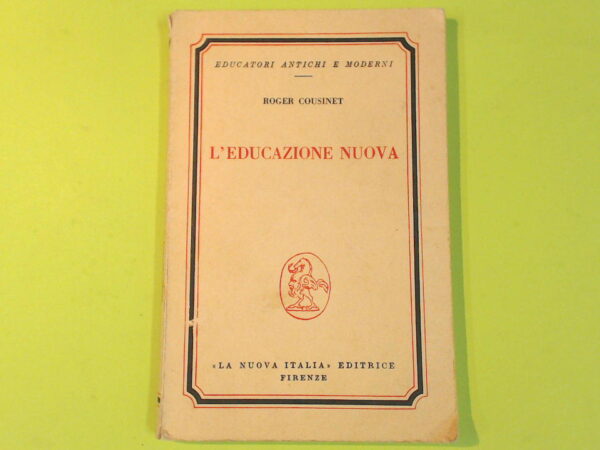 EDUCATORI ANTICHI E MODERNI
ROGER COUSINET
L'EDUCAZIONE NUOVA
«LA NUOVA ITALIA» EDITRICE
FIRENZE